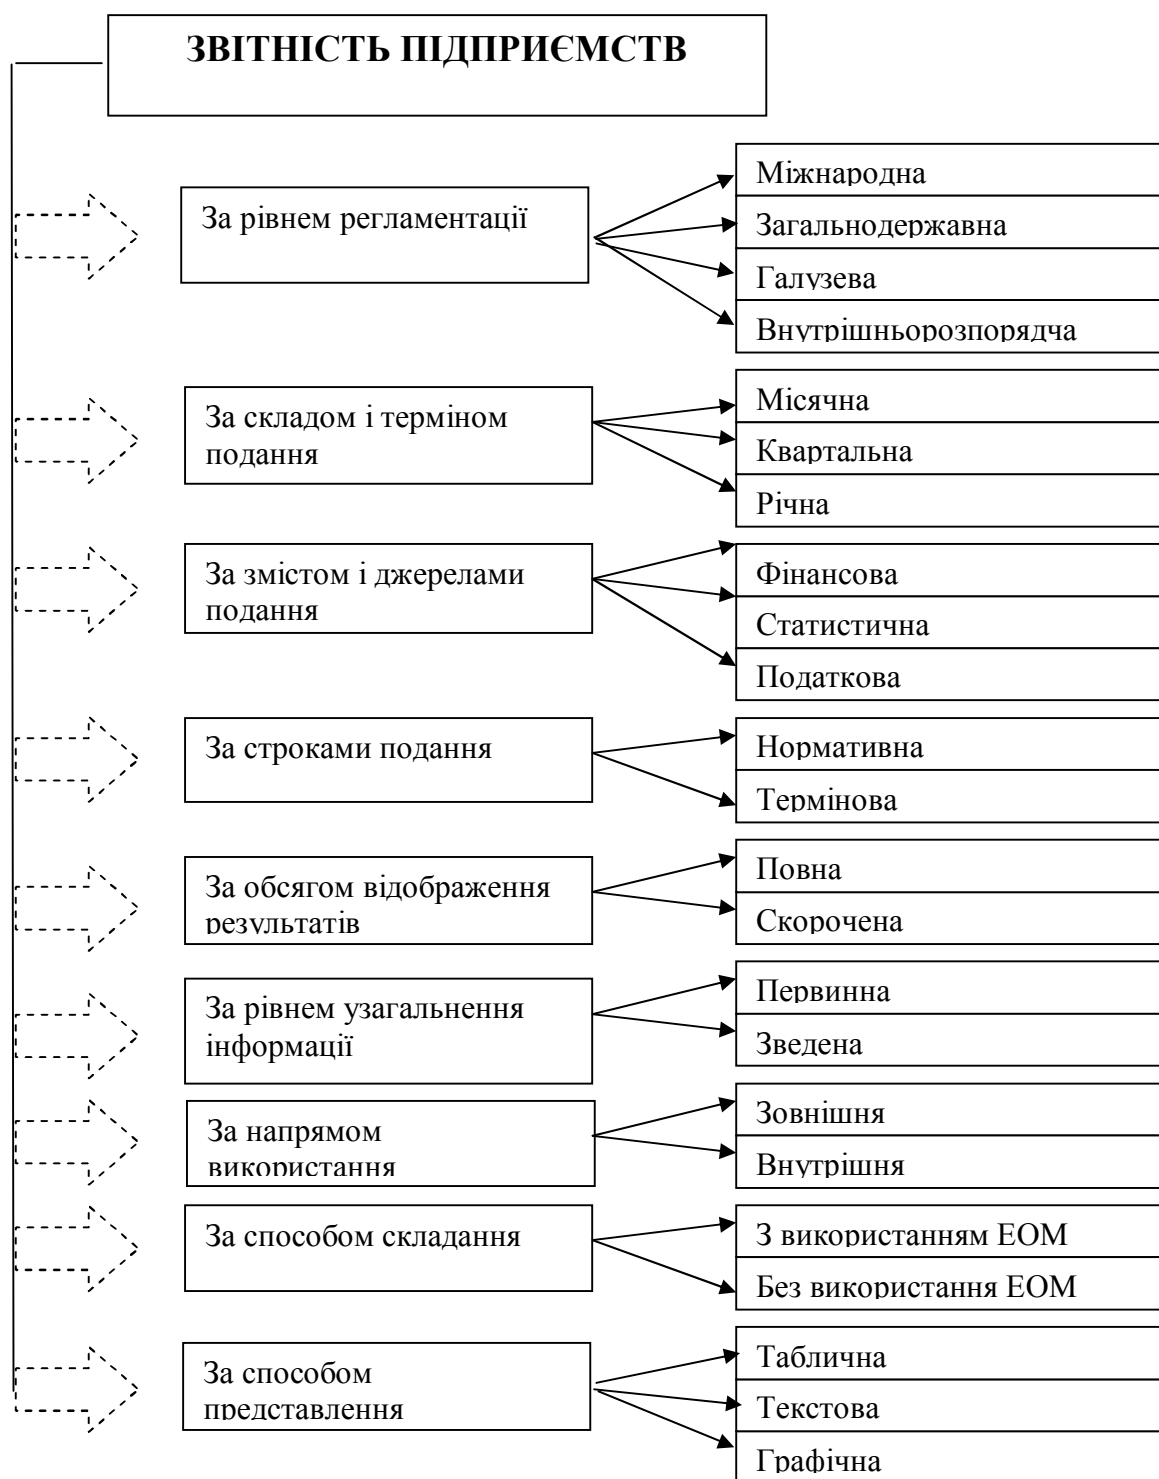 ЗВІТНІСТЬ ПІДПРИЄМСТВ
За рівнем регламентації
Міжнародна
Загальнодержавна
Галузева
Внутрішньорозпорядча
За складом і терміном
подання
Місячна
Квартальна
Річна
За змістом і джерелами
подання
Фінансова
Статистична
Податкова
За строками подання
Нормативна
Термінова
За обсягом відображення
результатів
Повна
Скорочена
За рівнем узагальнення
інформації
Первинна
Зведена
За напрямом
використання
Зовнішня
Внутрішня
За способом складання
З використанням ЕОМ
Без використання ЕОМ
За способом
представлення
Таблична
Текстова
Графічна